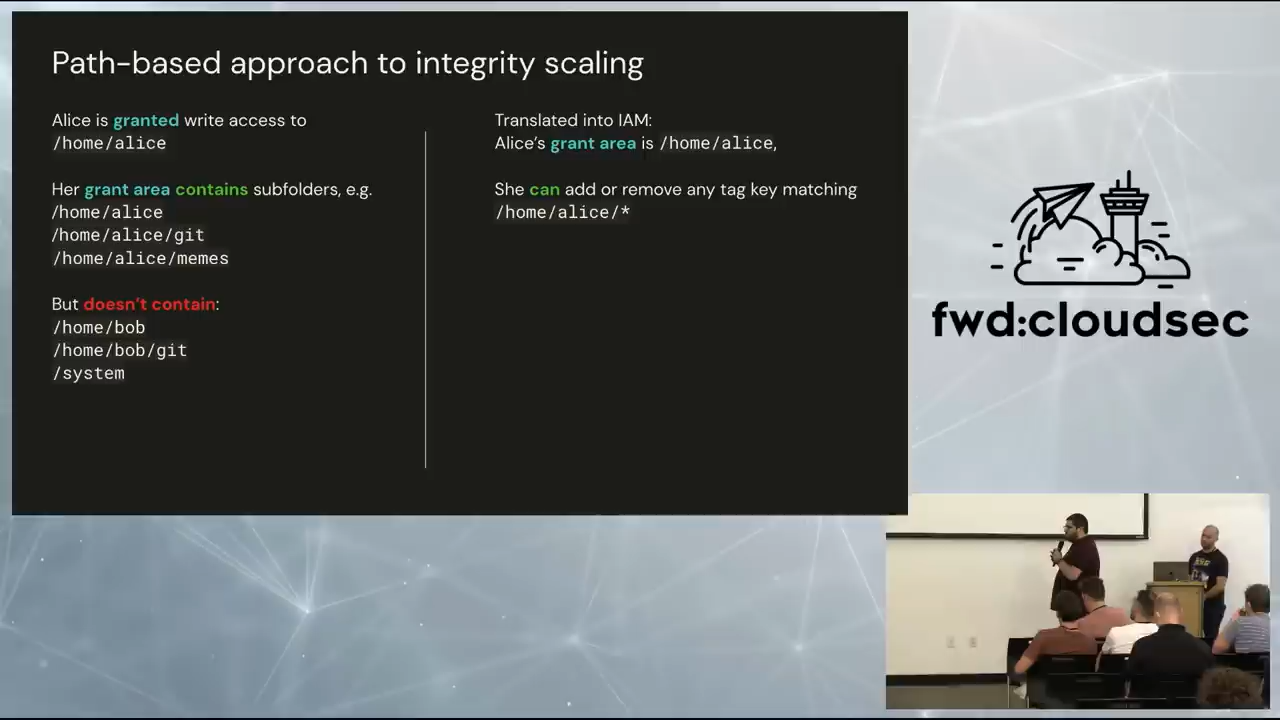 Path-based approach to integrity scaling
Alice is granted write access to
/home/alice
Her grant area contains subfolders, e.g.
/home/alice
/home/alice/git
/home/alice/memes
But doesn't contain:
/home/bob
/home/bob/git
/system
Translated into IAM:
Alice's grant area is /home/alice,
She can add or remove any tag key matching
/home/alice/*
fwd:cloudsec